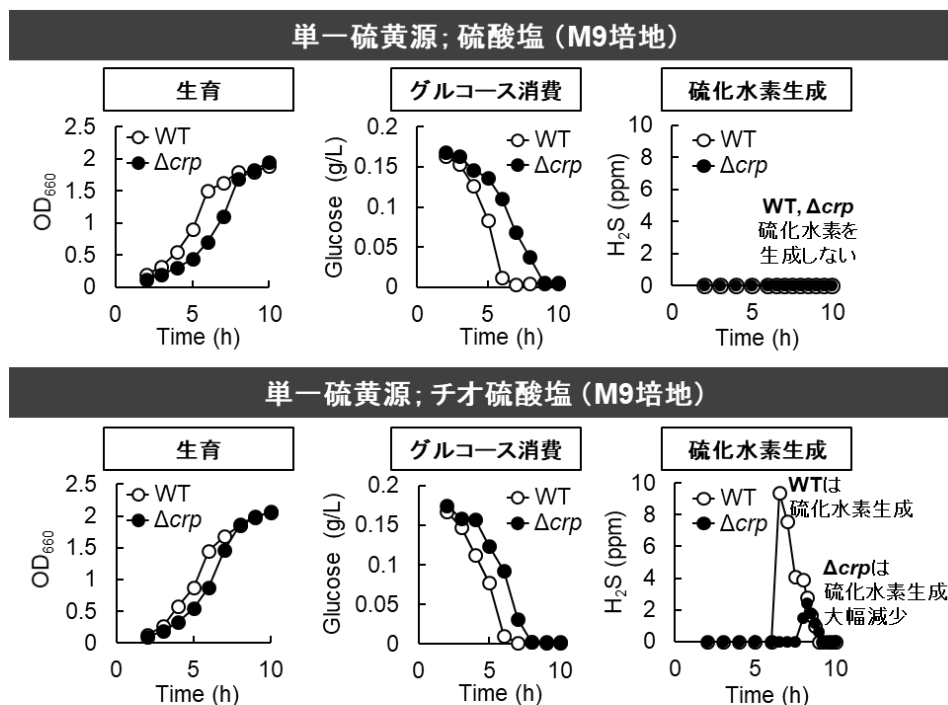 単一硫黄源; 硫酸塩（M9培地）
生育
グルコース消費
硫化水素生成
2.5
2
1.5
1
0.5
0
OD660
WT
Δcrp
0
5
10
Time (h)
0.2
0.15
0.1
0.05
0
Glucose (g/L)
WT
Δcrp
0
5
10
Time (h)
10
8
6
4
2
0
H2S (ppm)
WT
Δcrp
WT, Δcrp
硫化水素を
生成しない
0
5
10
Time (h)
単一硫黄源; チオ硫酸塩（M9培地）
生育
グルコース消費
硫化水素生成
2.5
2
1.5
1
0.5
0
OD660
WT
Δcrp
0
5
10
Time (h)
0.2
0.15
0.1
0.05
0
Glucose (g/L)
WT
Δcrp
0
5
10
Time (h)
10
8
6
4
2
0
H2S (ppm)
WT
Δcrp
WTは
硫化水素生成
Δcrpは
硫化水素生成
大幅減少
0
5
10
Time (h)